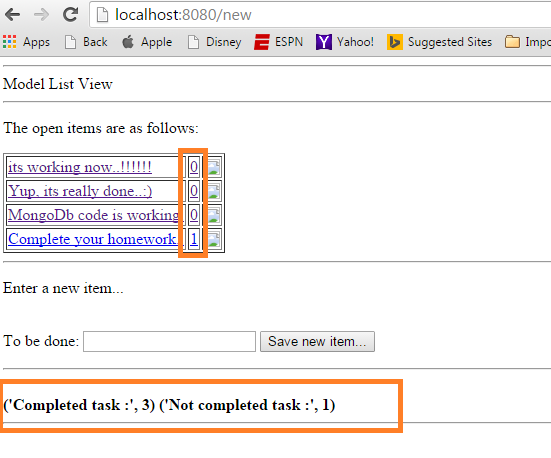 localhost:8080/new
Apps Back Apple Disney ESPN Yahoo! Suggested Sites Impo
Model List View
The open items are as follows:
its working now..!!!!!! 0
Yup, its really done..:) 0
MongoDb code is working. 0
Complete your homework. 1
Enter a new item...
To be done: Save new item...
('Completed task :', 3) ('Not completed task :', 1)